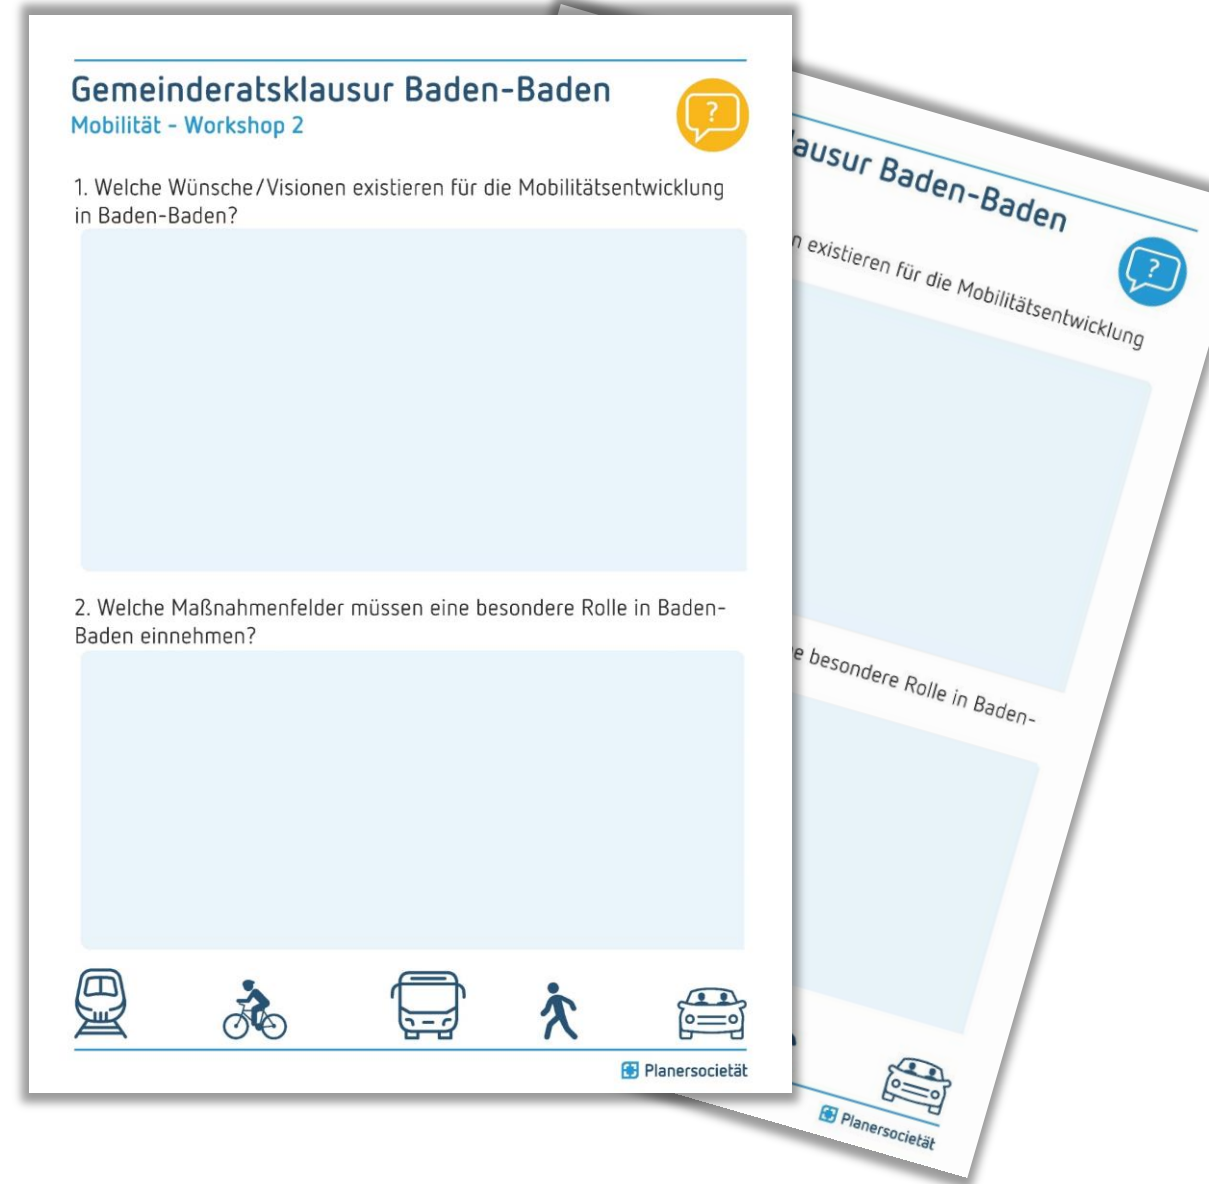 Gemeinderatsklausur Baden-Baden
Mobilität - Workshop 2
?
1. Welche Wünsche/Visionen existieren für die Mobilitätsentwicklung
in Baden-Baden?
2. Welche Maßnahmenfelder müssen eine besondere Rolle in Baden-
Baden einnehmen?
Planersocietät
lausur Baden-Baden
?
n existieren für die Mobilitätsentwicklung
e besondere Rolle in Baden-
Planersocietät